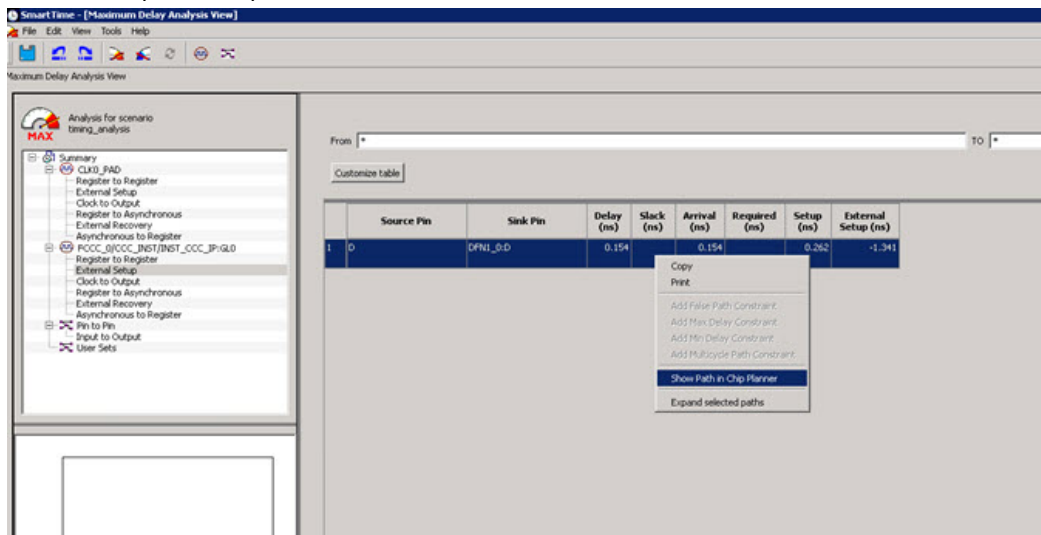 SmartTime - [Maximum Delay Analysis View]
File Edit View Tools Help
Maximum Delay Analysis View
Analysis for scenario
timing_analysis
MAX
From * TO *
Customize table
Summary
CLK0_PAD
Register to Register
External Setup
Clock to Output
Register to Asynchronous
External Recovery
Asynchronous to Register
FCCC_0/CCC_INST/INST_CCC_IP:GL0
Register to Register
External Setup
Clock to Output
Register to Asynchronous
External Recovery
Asynchronous to Register
Pin to Pin
Input to Output
User Sets
Source Pin Sink Pin Delay (ns) Slack (ns) Arrival (ns) Required (ns) Setup (ns) External Setup (ns)
1 D DFN1_0:D 0.154 0.154 0.262 -1.341
Copy
Print
Add False Path Constraint
Add Max Delay Constraint
Add Min Delay Constraint
Add Multicycle Path Constraint
Show Path in Chip Planner
Expand selected paths